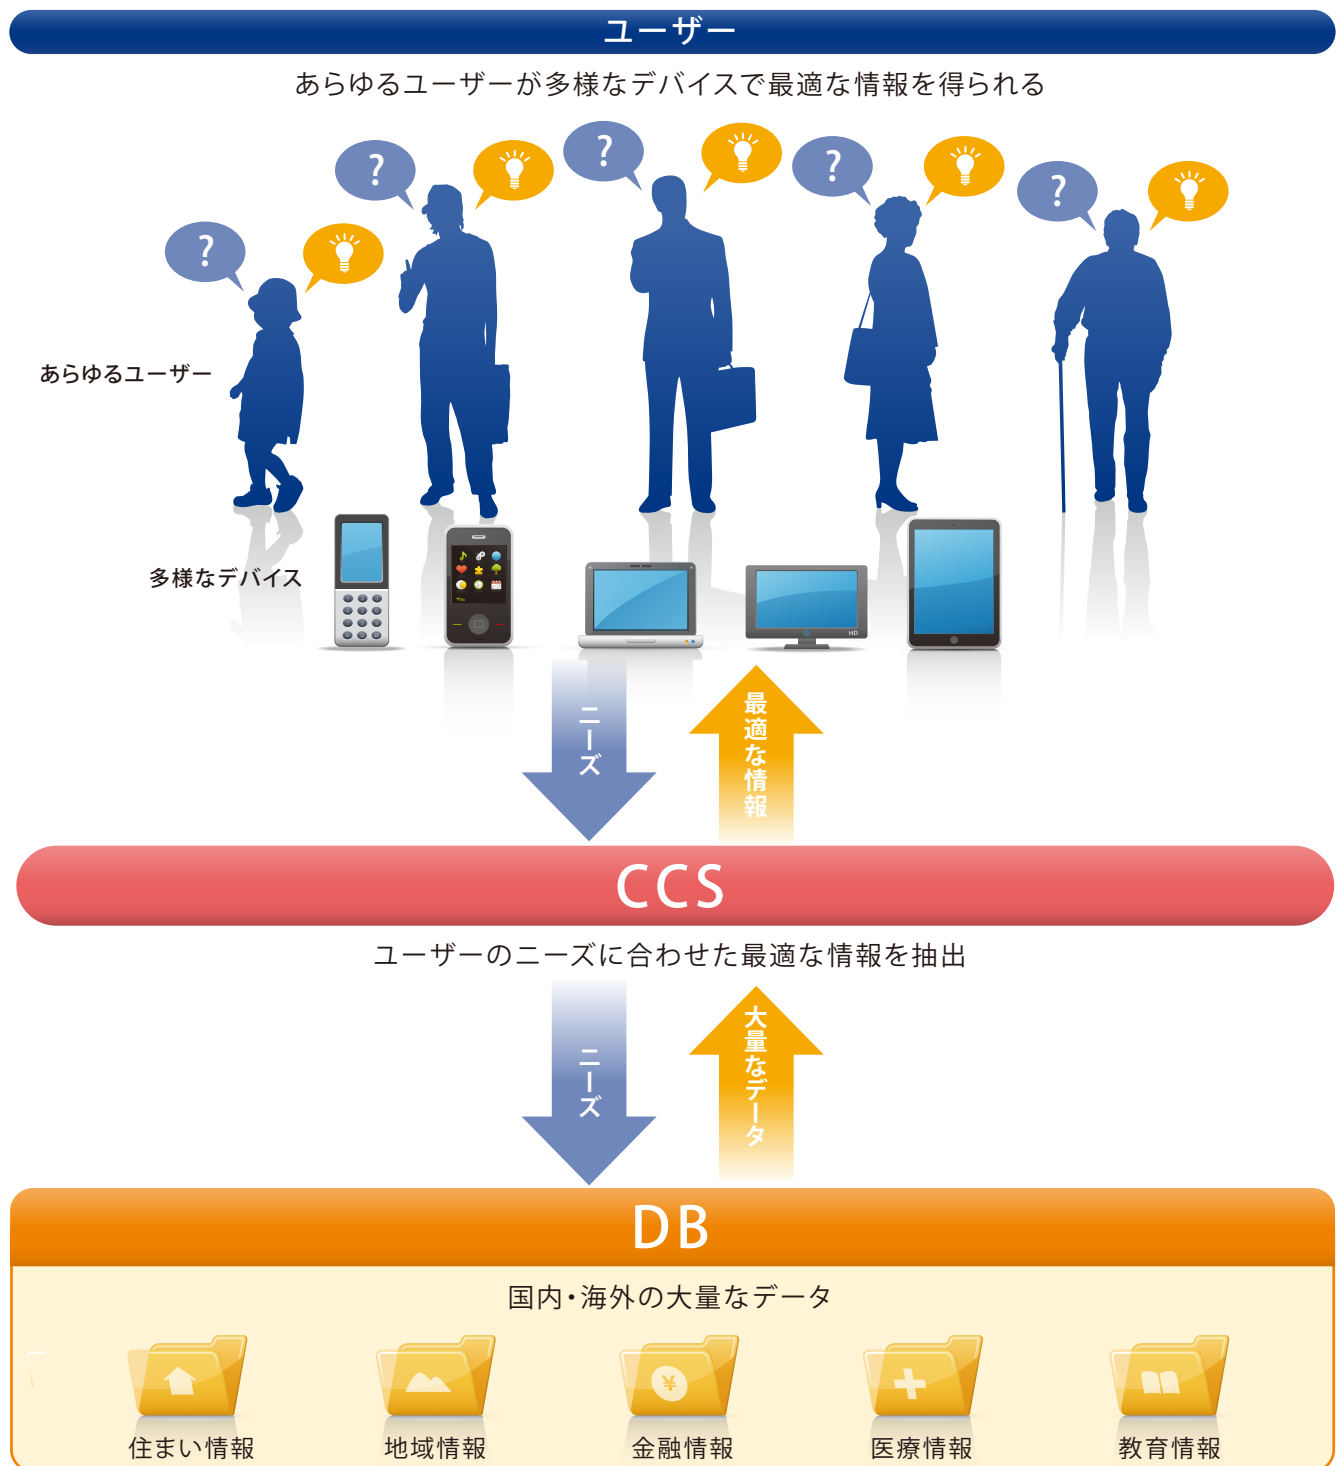 ユーザー
あらゆるユーザーが多様なデバイスで最適な情報を得られる
?
?
?
?
?
あらゆるユーザー
多様なデバイス
HD
ニーズ
最適な情報
CCS
ユーザーのニーズに合わせた最適な情報を抽出
ニーズ
大量なデータ
DB
国内・海外の大量なデータ
¥
住まい情報
地域情報
金融情報
医療情報
教育情報